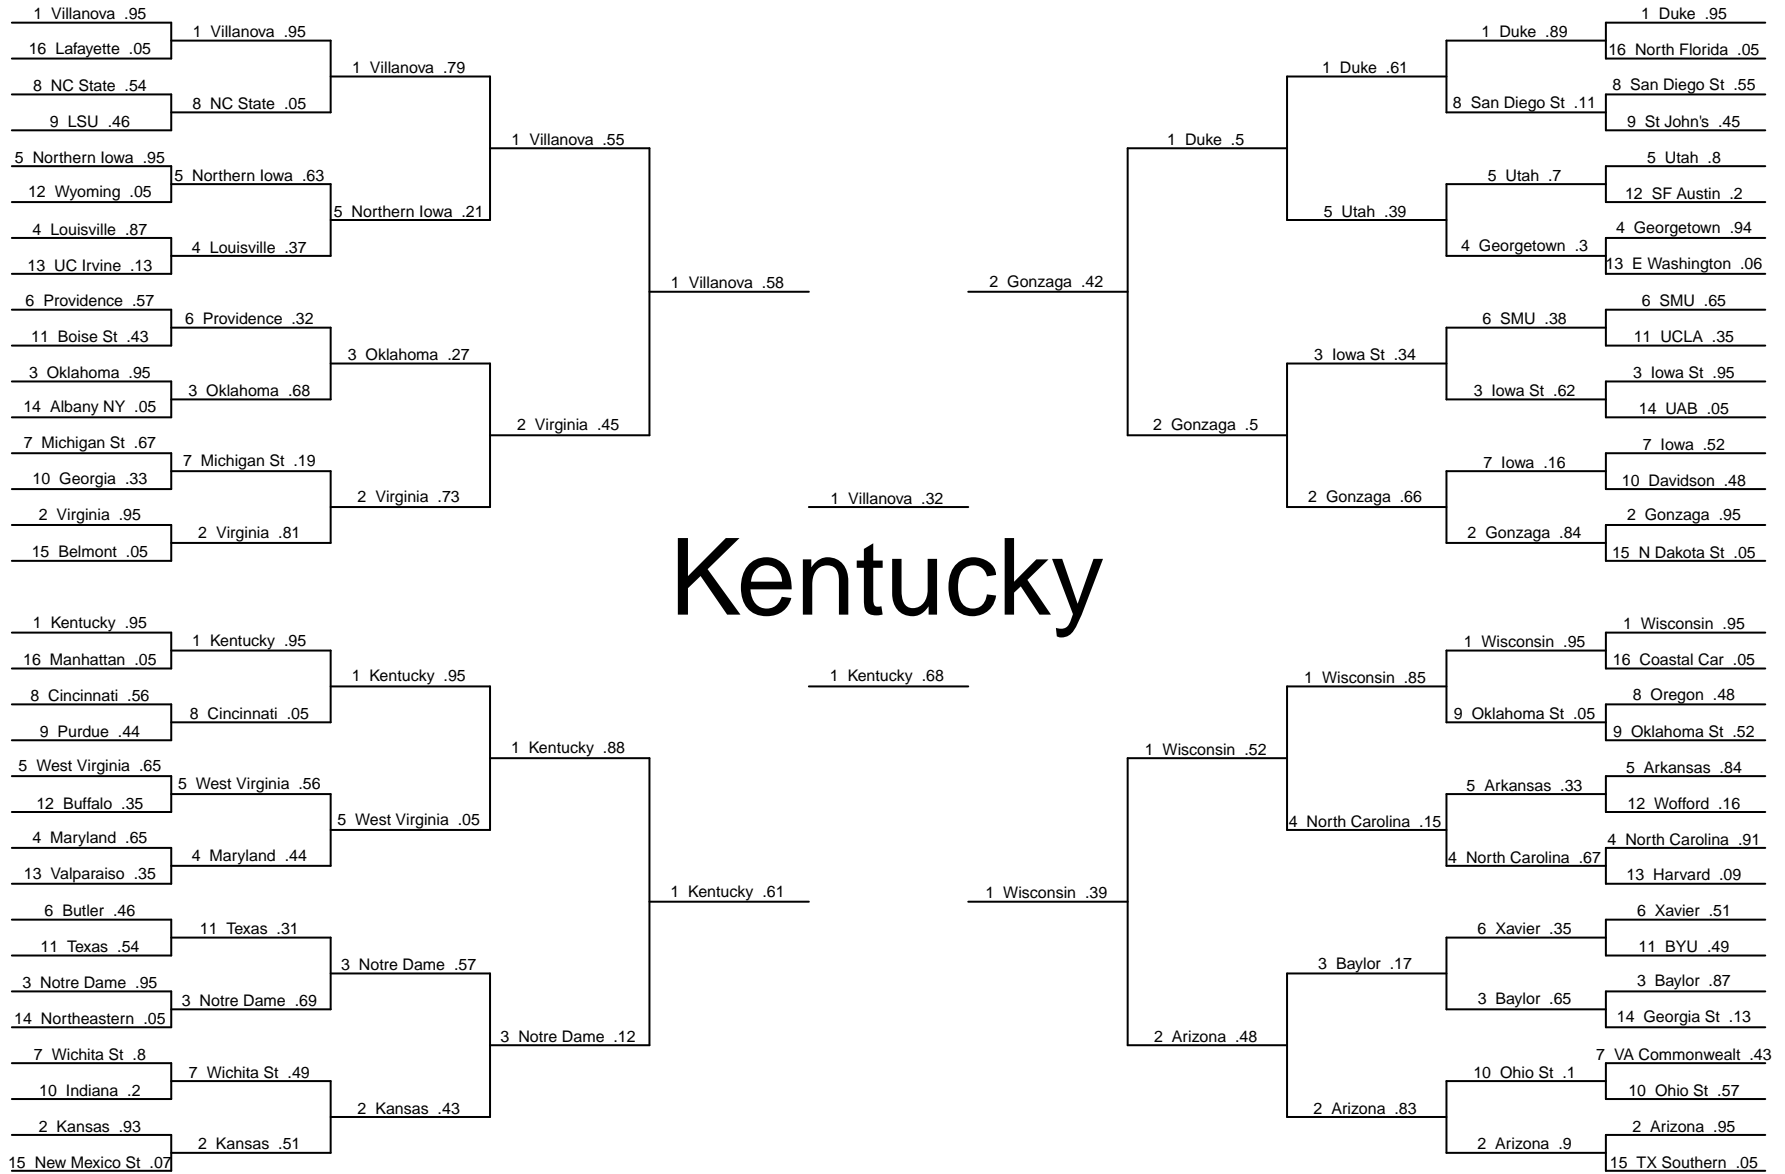 1 Villanova .95
16 Lafayette .05
8 NC State .54
9 LSU .46
5 Northern Iowa .95
12 Wyoming .05
4 Louisville .87
13 UC Irvine .13
6 Providence .57
11 Boise St .43
3 Oklahoma .95
14 Albany NY .05
7 Michigan St .67
10 Georgia .33
2 Virginia .95
15 Belmont .05
1 Kentucky .95
16 Manhattan .05
8 Cincinnati .56
9 Purdue .44
5 West Virginia .65
12 Buffalo .35
4 Maryland .65
13 Valparaiso .35
6 Butler .46
11 Texas .54
3 Notre Dame .95
14 Northeastern .05
7 Wichita St .8
10 Indiana .2
2 Kansas .93
15 New Mexico St .07
1 Villanova .95
8 NC State .05
5 Northern Iowa .63
4 Louisville .37
6 Providence .32
3 Oklahoma .68
7 Michigan St .19
2 Virginia .81
1 Kentucky .95
8 Cincinnati .05
5 West Virginia .56
4 Maryland .44
11 Texas .31
3 Notre Dame .69
7 Wichita St .49
2 Kansas .51
1 Villanova .79
5 Northern Iowa .21
3 Oklahoma .27
2 Virginia .73
1 Kentucky .95
5 West Virginia .05
3 Notre Dame .57
2 Kansas .43
1 Villanova .55
2 Virginia .45
1 Kentucky .88
3 Notre Dame .12
1 Villanova .58
1 Kentucky .61
1 Villanova .32
Kentucky
1 Kentucky .68
2 Gonzaga .42
1 Wisconsin .39
1 Duke .5
2 Gonzaga .5
1 Wisconsin .52
2 Arizona .48
1 Duke .61
5 Utah .39
3 Iowa St .34
2 Gonzaga .66
1 Wisconsin .85
4 North Carolina .15
3 Baylor .17
2 Arizona .83
1 Duke .89
8 San Diego St .11
5 Utah .7
4 Georgetown .3
6 SMU .38
3 Iowa St .62
7 Iowa .16
2 Gonzaga .84
1 Wisconsin .95
9 Oklahoma St .05
5 Arkansas .33
4 North Carolina .67
6 Xavier .35
3 Baylor .65
10 Ohio St .1
2 Arizona .9
1 Duke .95
16 North Florida .05
8 San Diego St .55
9 St John's .45
5 Utah .8
12 SF Austin .2
4 Georgetown .94
13 E Washington .06
6 SMU .65
11 UCLA .35
3 Iowa St .95
14 UAB .05
7 Iowa .52
10 Davidson .48
2 Gonzaga .95
15 N Dakota St .05
1 Wisconsin .95
16 Coastal Car .05
8 Oregon .48
9 Oklahoma St .52
5 Arkansas .84
12 Wofford .16
4 North Carolina .91
13 Harvard .09
6 Xavier .51
11 BYU .49
3 Baylor .87
14 Georgia St .13
7 VA Commonwealt .43
10 Ohio St .57
2 Arizona .95
15 TX Southern .05